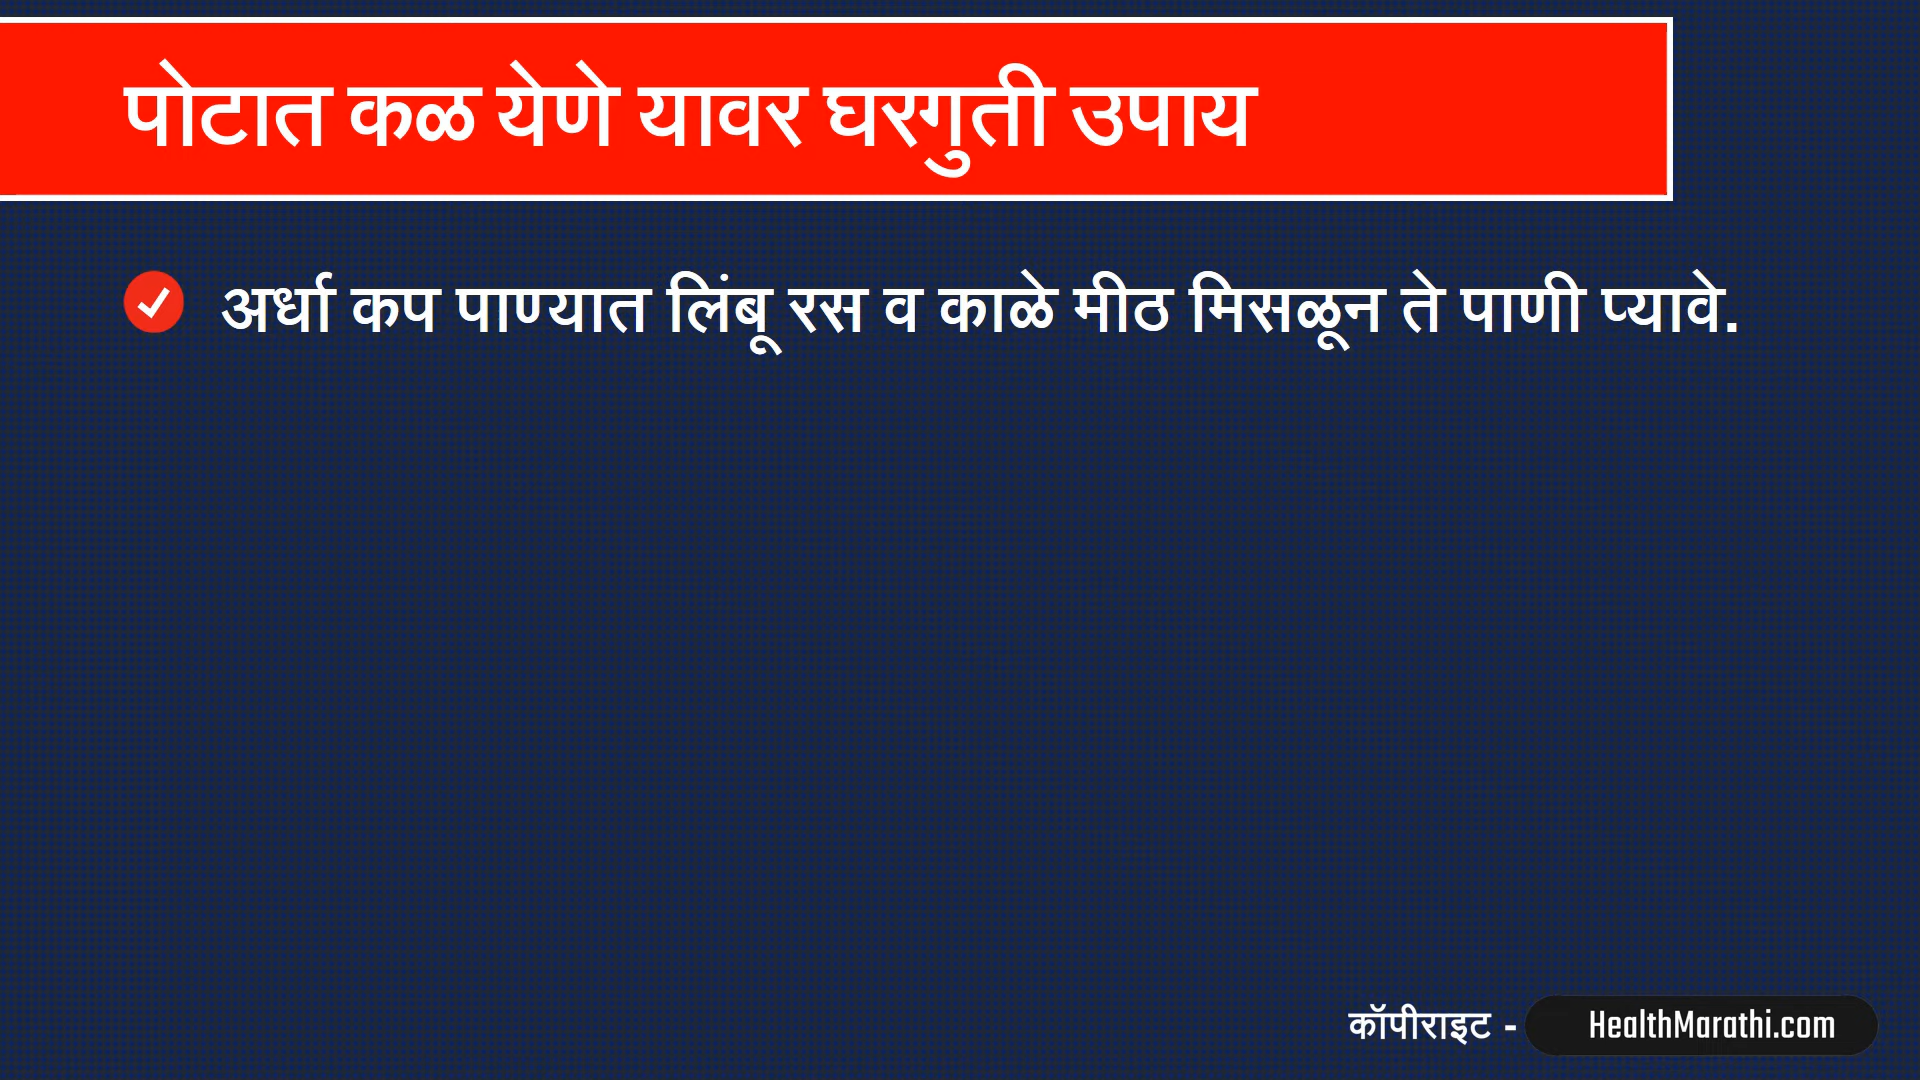 पोटात कळ येणे यावर घरगुती उपाय
अर्धा कप पाण्यात लिंबू रस व काळे मीठ मिसळून ते पाणी प्यावे.
कॉपीराइट - HealthMarathi.com